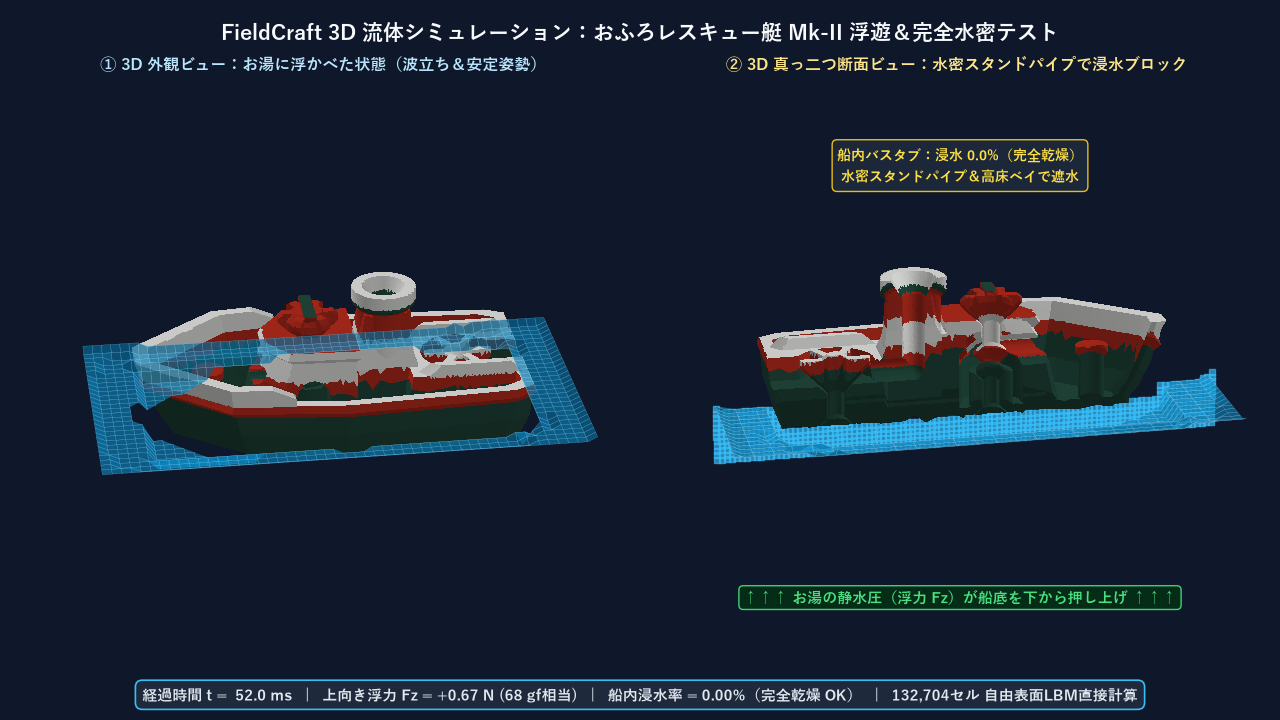 FieldCraft 3D 流体シミュレーション：おふろレスキュー艇 Mk-II 浮遊＆完全水密テスト
① 3D 外観ビュー：お湯に浮かべた状態（波立ち＆安定姿勢）
② 3D 真っ二つ断面ビュー：水密スタンドパイプで浸水ブロック
船内バスタブ：浸水 0.0%（完全乾燥）
水密スタンドパイプ＆高床ベイで遮水
↑ ↑ ↑ お湯の静水圧（浮力 Fz）が船底を下から押し上げ ↑ ↑ ↑
経過時間 t = 52.0 ms ｜ 上向き浮力 Fz = +0.67 N (68 gf相当) ｜ 船内浸水率 = 0.00%（完全乾燥 OK） ｜ 132,704セル 自由表面LBM直接計算